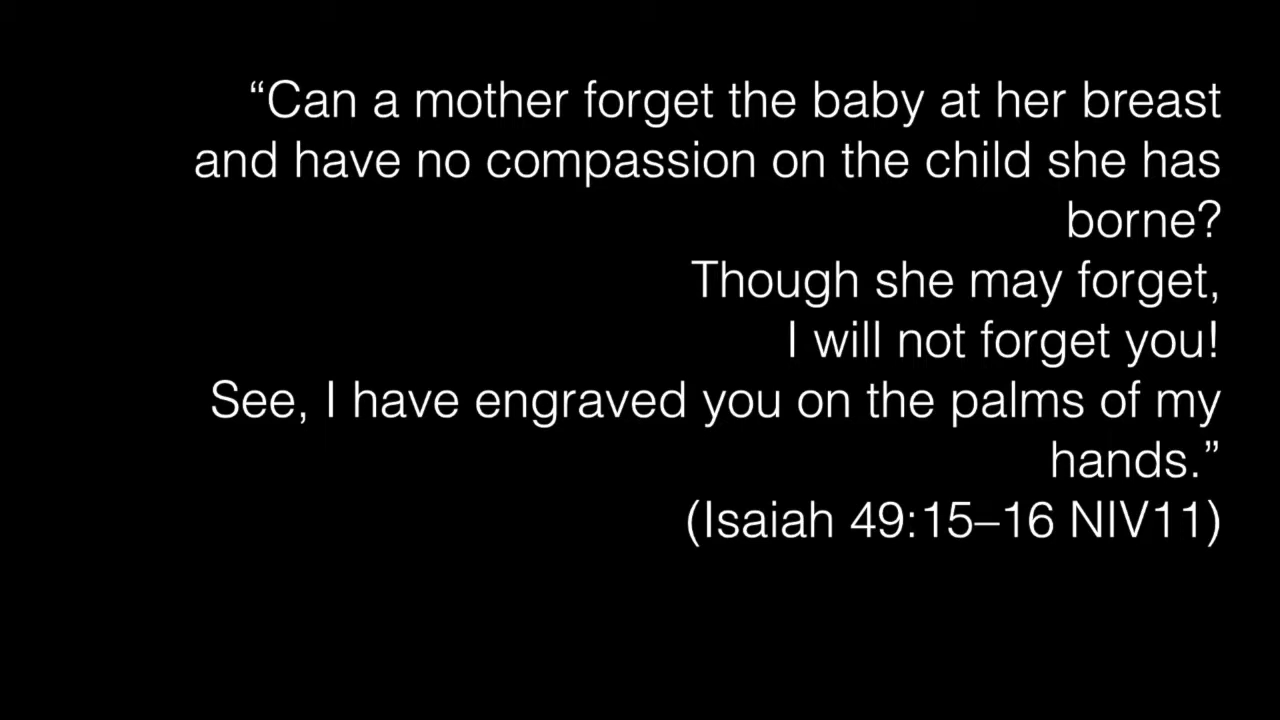 “Can a mother forget the baby at her breast
and have no compassion on the child she has
borne?
Though she may forget,
I will not forget you!
See, I have engraved you on the palms of my
hands.”
(Isaiah 49:15–16 NIV11)